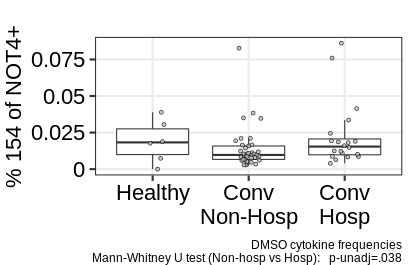 % 154 of NOT4+
0.075
0.05
0.025
0
Healthy
Conv
Non-Hosp
Conv
Hosp
DMSO cytokine frequencies
Mann-Whitney U test (Non-hosp vs Hosp): p-unadj=.038